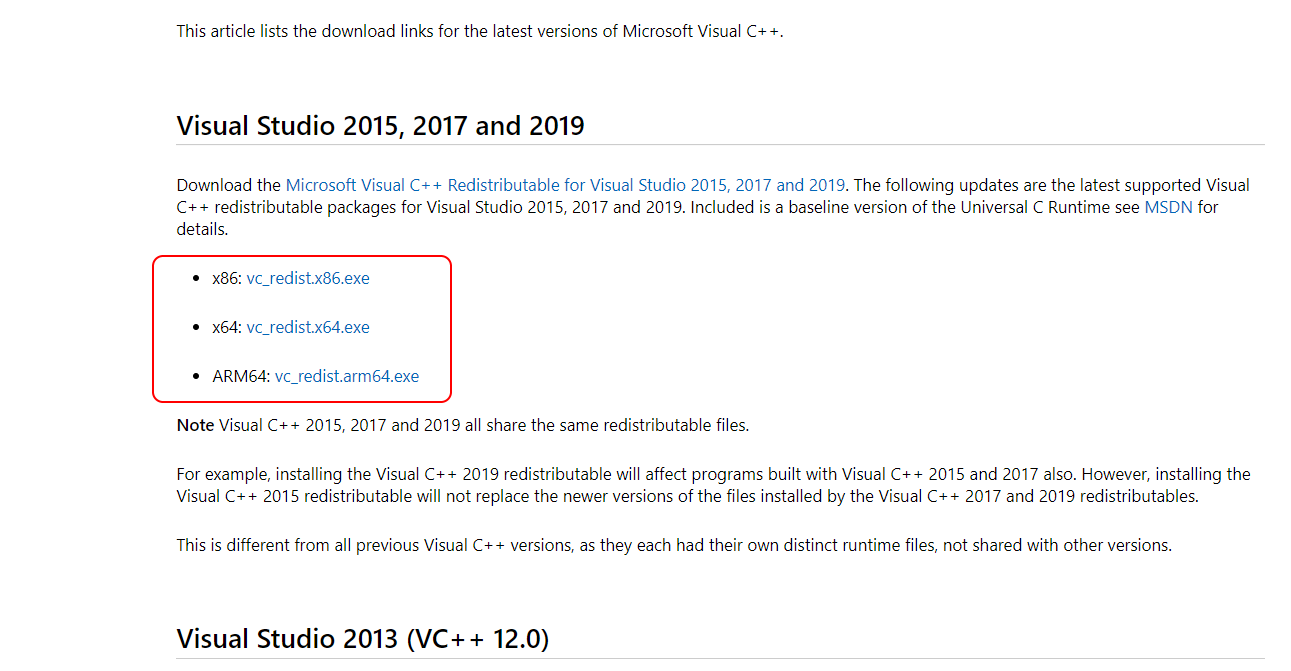 This article lists the download links for the latest versions of Microsoft Visual C++.
Visual Studio 2015, 2017 and 2019
Download the Microsoft Visual C++ Redistributable for Visual Studio 2015, 2017 and 2019. The following updates are the latest supported Visual
C++ redistributable packages for Visual Studio 2015, 2017 and 2019. Included is a baseline version of the Universal C Runtime see MSDN for
details.
• x86: vc_redist.x86.exe
• x64: vc_redist.x64.exe
• ARM64: vc_redist.arm64.exe
Note Visual C++ 2015, 2017 and 2019 all share the same redistributable files.
For example, installing the Visual C++ 2019 redistributable will affect programs built with Visual C++ 2015 and 2017 also. However, installing the
Visual C++ 2015 redistributable will not replace the newer versions of the files installed by the Visual C++ 2017 and 2019 redistributables.
This is different from all previous Visual C++ versions, as they each had their own distinct runtime files, not shared with other versions.
Visual Studio 2013 (VC++ 12.0)